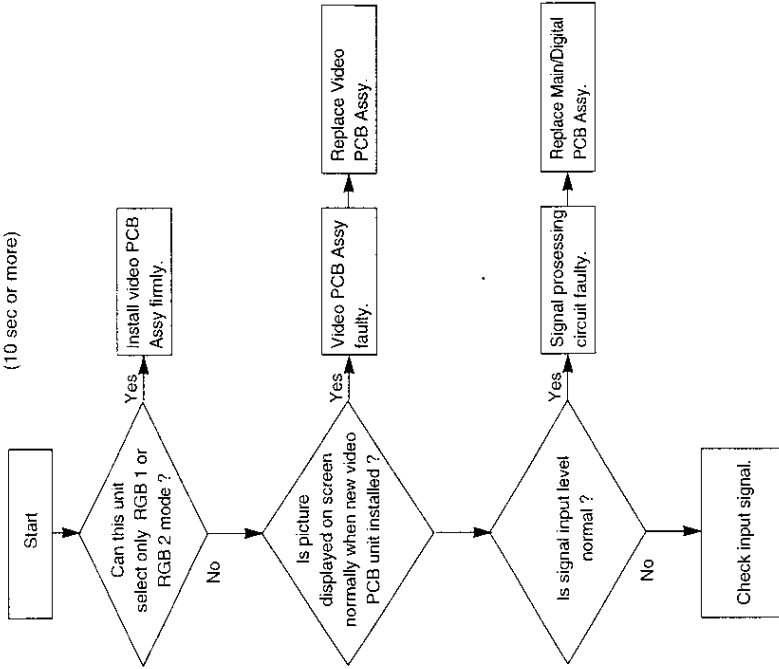 (10 sec or more)
Start
Can this unit
select only RGB 1 or
RGB 2 mode ?
Yes
Install video PCB
Assy firmly.
No
Is picture
displayed on screen
normally when new video
PCB unit installed ?
Yes
Video PCB Assy
faulty.
Replace Video
PCB Assy.
Is signal input level
normal ?
Yes
Signal prosessing
circuit faulty.
Replace Main/Digital
PCB Assy.
No
Check input signal.